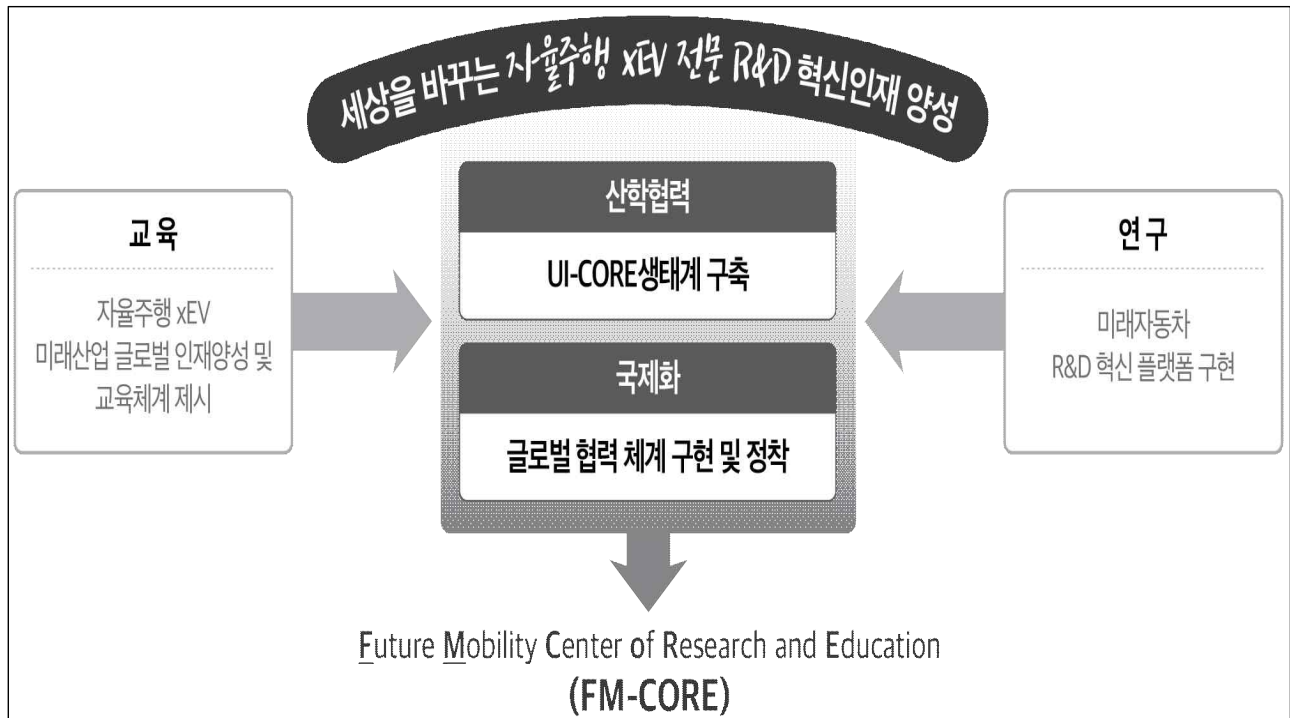 세상을 바꾸는 자율주행 xEV 전문 R&D 혁신인재 양성
교육
자율주행 xEV
미래산업 글로벌 인재양성 및
교육체계 제시
산학협력
UI-CORE생태계 구축
국제화
글로벌 협력 체계 구현 및 정착
연구
미래자동차
R&D 혁신 플랫폼 구현
Future Mobility Center of Research and Education
(FM-CORE)